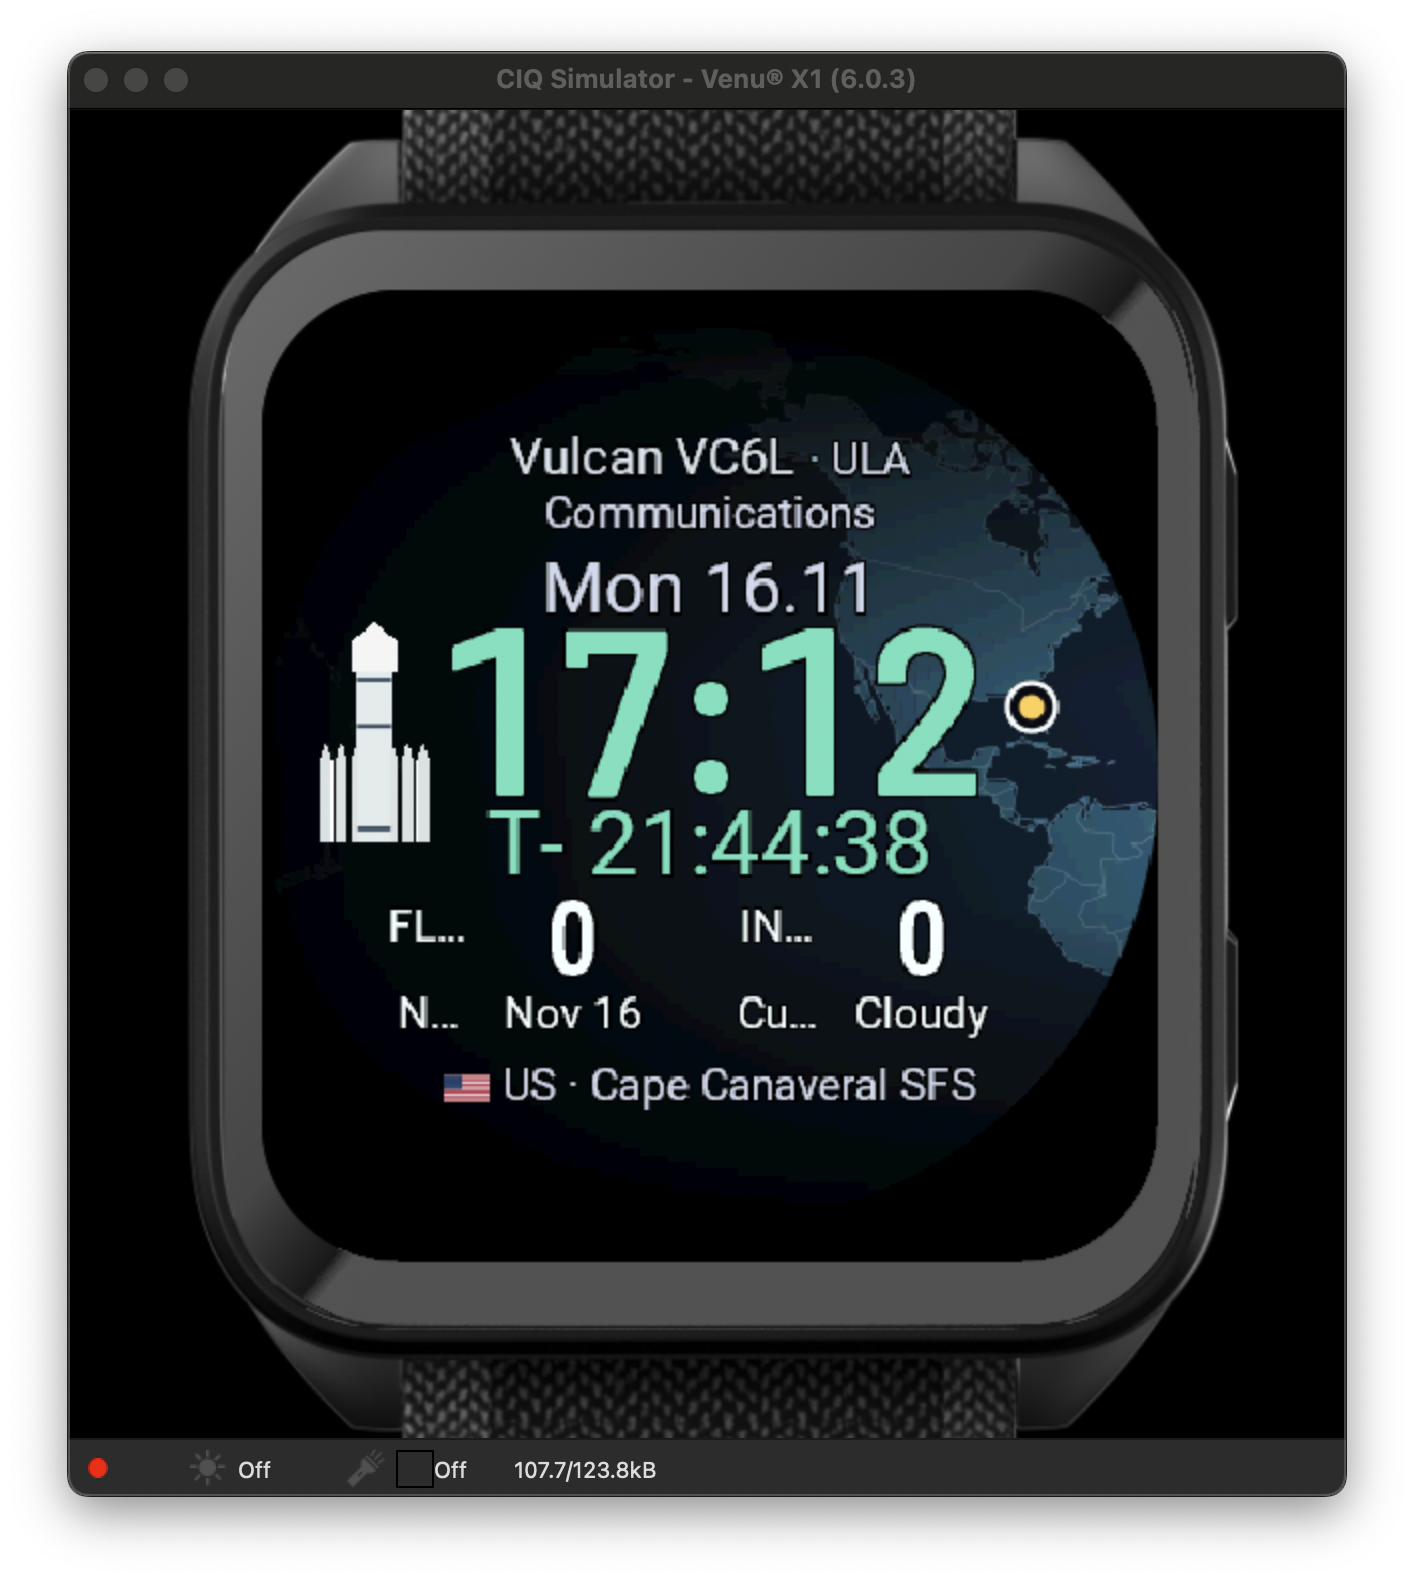 CIQ Simulator - Venu® X1 (6.0.3)
Vulcan VC6L · ULA
Communications
Mon 16.11
17:12
T- 21:44:38
FL... 0 IN... 0
N... Nov 16 Cu... Cloudy
US · Cape Canaveral SFS
Off Off 107.7/123.8kB